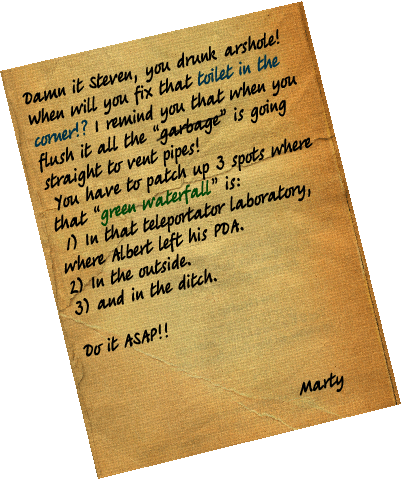 Damn it Steven, you drunk arshole!
When will you fix that toilet in the
corner!? I remind you that when you
flush it all the "garbage" is going
straight to vent pipes!
You have to patch up 3 spots where
that "green waterfall" is:
1) In that teleportator laboratory,
where Albert left his PDA.
2) In the outside.
3) and in the ditch.
Do it ASAP!!
Marty